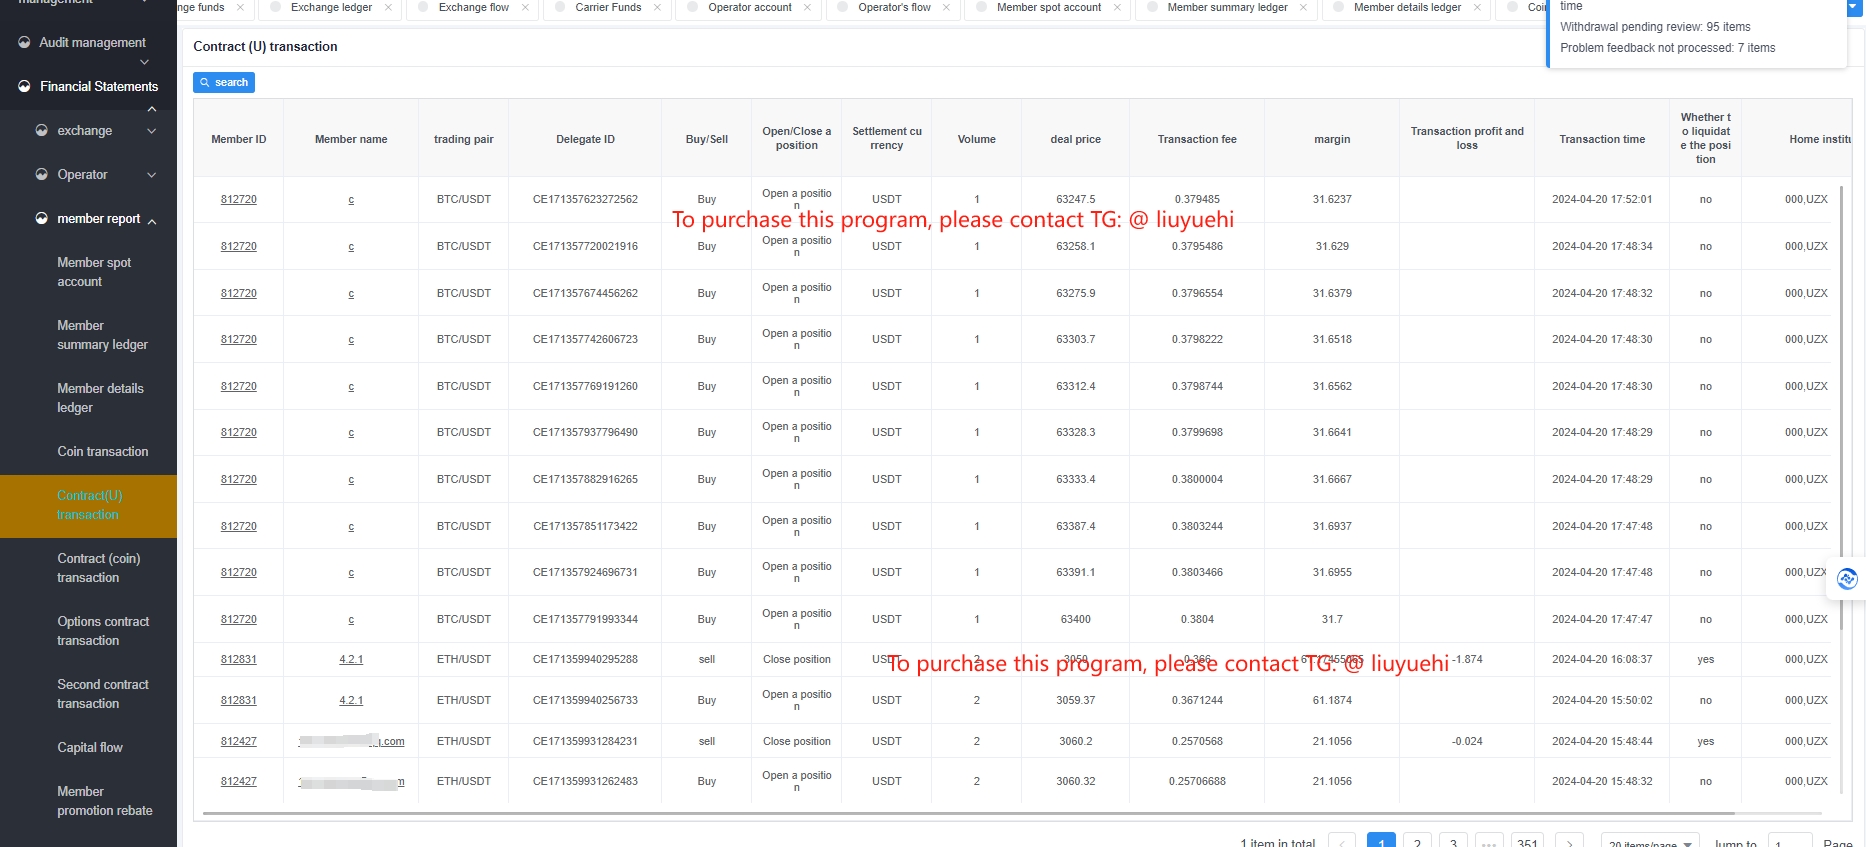 management
nge funds
Exchange ledger
Exchange flow
Carrier Funds
Operator account
Operator's flow
Member spot account
Member summary ledger
Member details ledger
Coi
time
Withdrawal pending review: 95 items
Problem feedback not processed: 7 items
Audit management
Financial Statements
exchange
Operator
member report
Member spot
account
Member
summary ledger
Member details
ledger
Coin transaction
Contract(U)
transaction
Contract (coin)
transaction
Options contract
transaction
Second contract
transaction
Capital flow
Member
promotion rebate
Contract (U) transaction
search
Member ID Member name trading pair Delegate ID Buy/Sell Open/Close a position Settlement currency Volume deal price Transaction fee margin Transaction profit and loss Transaction time Whether to liquidate the position Home institu
812720 c BTC/USDT CE171357623272562 Buy Open a position USDT 1 63247.5 0.379485 31.6237 2024-04-20 17:52:01 no 000,UZX
To purchase this program, please contact TG: @ liuyuehi
812720 c BTC/USDT CE171357720021916 Buy Open a position USDT 1 63258.1 0.3795486 31.629 2024-04-20 17:48:34 no 000,UZX
812720 c BTC/USDT CE171357674456262 Buy Open a position USDT 1 63275.9 0.3796554 31.6379 2024-04-20 17:48:32 no 000,UZX
812720 c BTC/USDT CE171357742606723 Buy Open a position USDT 1 63303.7 0.3798222 31.6518 2024-04-20 17:48:30 no 000,UZX
812720 c BTC/USDT CE171357769191260 Buy Open a position USDT 1 63312.4 0.3798744 31.6562 2024-04-20 17:48:30 no 000,UZX
812720 c BTC/USDT CE171357937796490 Buy Open a position USDT 1 63328.3 0.3799698 31.6641 2024-04-20 17:48:29 no 000,UZX
812720 c BTC/USDT CE171357882916265 Buy Open a position USDT 1 63333.4 0.3800004 31.6667 2024-04-20 17:48:29 no 000,UZX
812720 c BTC/USDT CE171357851173422 Buy Open a position USDT 1 63387.4 0.3803244 31.6937 2024-04-20 17:47:48 no 000,UZX
812720 c BTC/USDT CE171357924696731 Buy Open a position USDT 1 63391.1 0.3803466 31.6955 2024-04-20 17:47:48 no 000,UZX
812720 c BTC/USDT CE171357791993344 Buy Open a position USDT 1 63400 0.3804 31.7 2024-04-20 17:47:47 no 000,UZX
812831 4.2.1 ETH/USDT CE171359940295288 sell Close position USDT 2 3050 0.366 -1.874 2024-04-20 16:08:37 yes 000,UZX
To purchase this program, please contact TG: @ liuyuehi
812831 4.2.1 ETH/USDT CE171359940256733 Buy Open a position USDT 2 3059.37 0.3671244 61.1874 2024-04-20 15:50:02 no 000,UZX
812427 .com ETH/USDT CE171359931284231 sell Close position USDT 2 3060.2 0.2570568 21.1056 -0.024 2024-04-20 15:48:44 yes 000,UZX
812427 m ETH/USDT CE171359931262483 Buy Open a position USDT 2 3060.32 0.25706688 21.1056 2024-04-20 15:48:32 no 000,UZX
1 item in total 1 2 3 ••• 351 20 items/page Jump to 1 Page